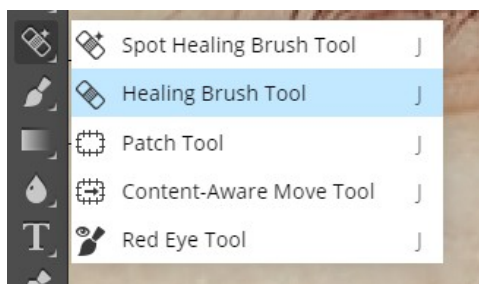 Spot Healing Brush Tool J
Healing Brush Tool J
Patch Tool J
Content-Aware Move Tool J
T
Red Eye Tool J